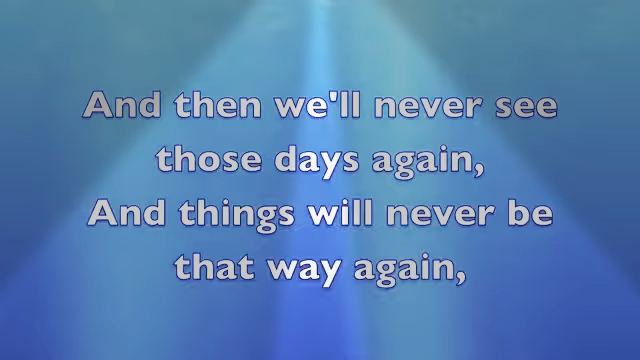 And then we'll never see
those days again,
And things will never be
that way again,